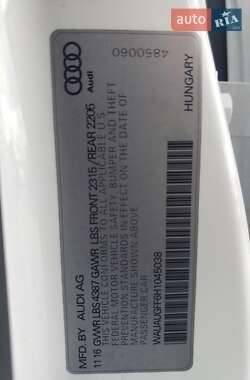 AUTO
RIA
.com
4850060
Audi
HUNGARY
MFD. BY AUDI AG
11·16 GVWR LBS 4387 GAWR LBS FRONT 2315 / REAR 2205
THIS VEHICLE CONFORMS TO ALL APPLICABLE U.S.
FEDERAL MOTOR VEHICLE SAFETY, BUMPER AND THEFT
PREVENTION STANDARDS IN EFFECT ON THE DATE OF
MANUFACTURE SHOWN ABOVE
PASSENGER CAR
WAUAUGFF6H1045038